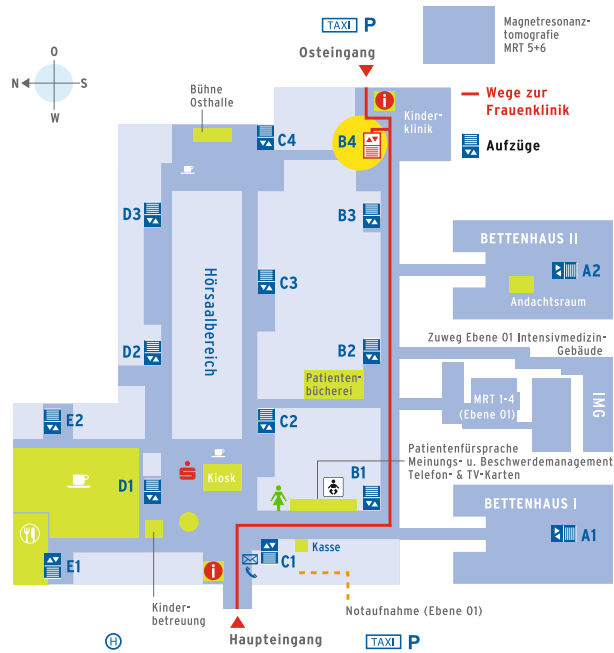 TAXI P
Osteingang
Magnetresonanz-
tomografie
MRT 5+6
O
N S
W
Bühne
Osthalle
i
Kinder-
klinik
Wege zur
Frauenklinik
Aufzüge
C4
B4
D3
B3
C3
Hörsaalbereich
BETTENHAUS II
A2
Andachtsraum
D2
B2
Zuweg Ebene 01 Intensivmedizin-
Gebäude
Patienten-
bücherei
MRT 1-4
(Ebene 01)
IMG
E2
C2
Patientenfürsprache
Meinungs- u. Beschwerdemanagement
Telefon- & TV-Karten
D1
Kiosk
B1
BETTENHAUS I
A1
E1
i
C1
Kasse
Kinder-
betreuung
Notaufnahme (Ebene 01)
H
Haupteingang
TAXI P